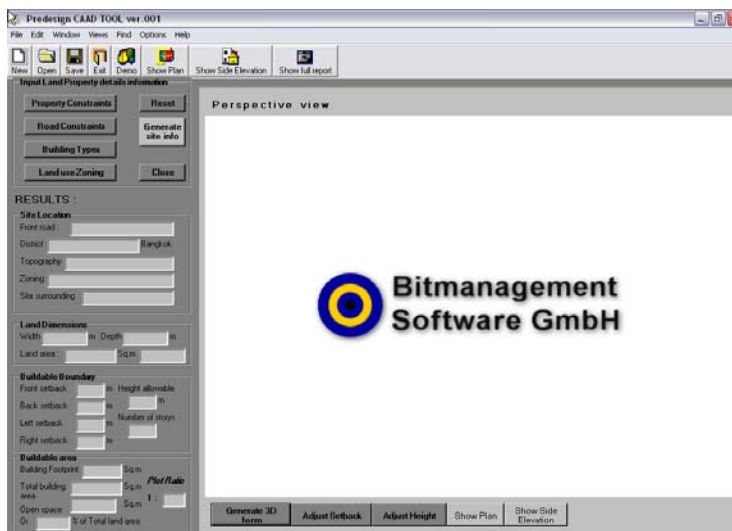 Predesign CAAD TOOL ver.001
File Edit Window Views Find Options Help
New Open Save Exit Demo Show Plan Show Side Elevation Show full report
Input Land Property details information
Property Constraints Reset
Road Constraints Generate site info
Building Types
Land use Zoning Close
Perspective view
RESULTS :
Site Location
Front road :
District : Bangkok
Topography:
Zoning:
Site surrounding
Land Dimensions
Width m Depth m
Land area : Sq.m
Buildable Boundary
Front setback m Height allowable
Back setback m m
Left setback m Number of storys
Right setback m
Buildable area
Building Footprint: Sq.m
Total building area Sq.m Plot Ratio
1 :
Open space Sq.m
Or % of Total land area
Bitmanagement
Software GmbH
Generate 3D form Adjust Setback Adjust Height Show Plan Show Side Elevation